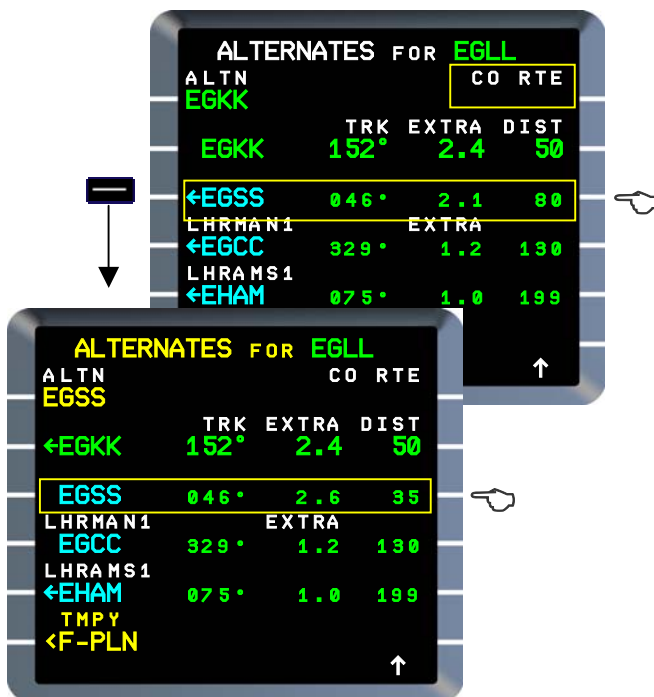 ALTERNATES FOR EGLL
ALTN CO RTE
EGKK
TRK EXTRA DIST
EGKK 152° 2.4 50
←EGSS 046° 2.1 80
LHRMAN1 EXTRA
←EGCC 329° 1.2 130
LHRAMS1
←EHAM 075° 1.0 199
↑
ALTERNATES FOR EGLL
ALTN CO RTE
EGSS
TRK EXTRA DIST
←EGKK 152° 2.4 50
EGSS 046° 2.6 35
LHRMAN1 EXTRA
EGCC 329° 1.2 130
LHRAMS1
←EHAM 075° 1.0 199
TMPY
<F-PLN
↑